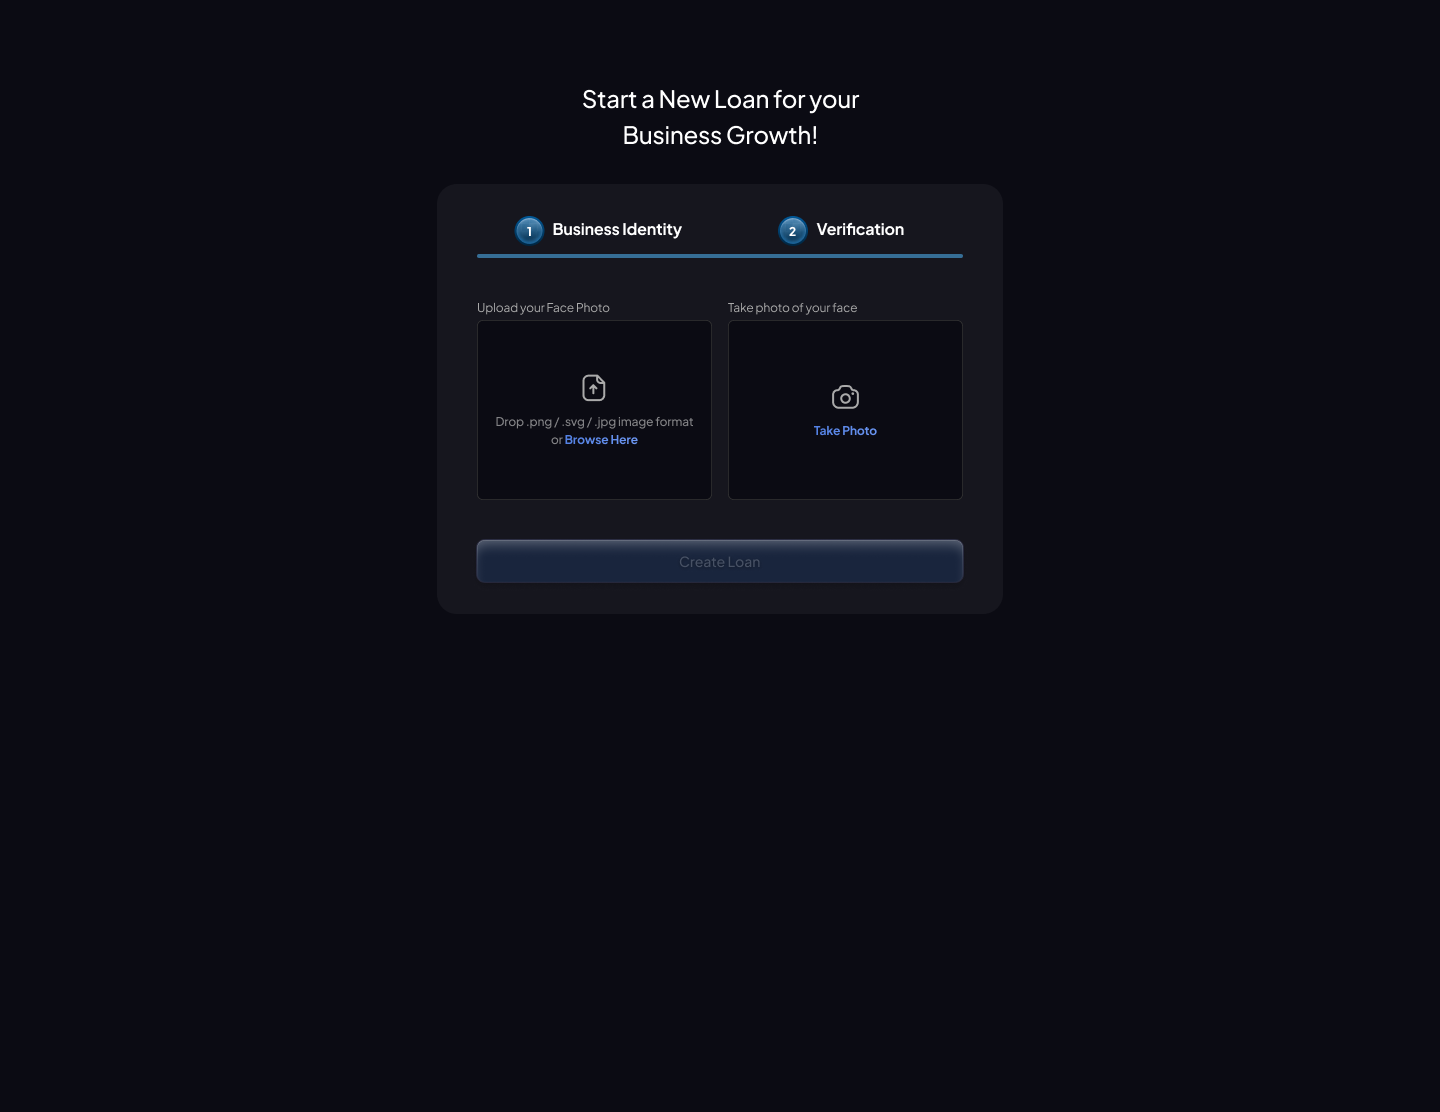 Start a New Loan for your
Business Growth!
1 Business Identity
2 Verification
Upload your Face Photo
Take photo of your face
Drop .png / .svg / .jpg image format
or Browse Here
Take Photo
Create Loan